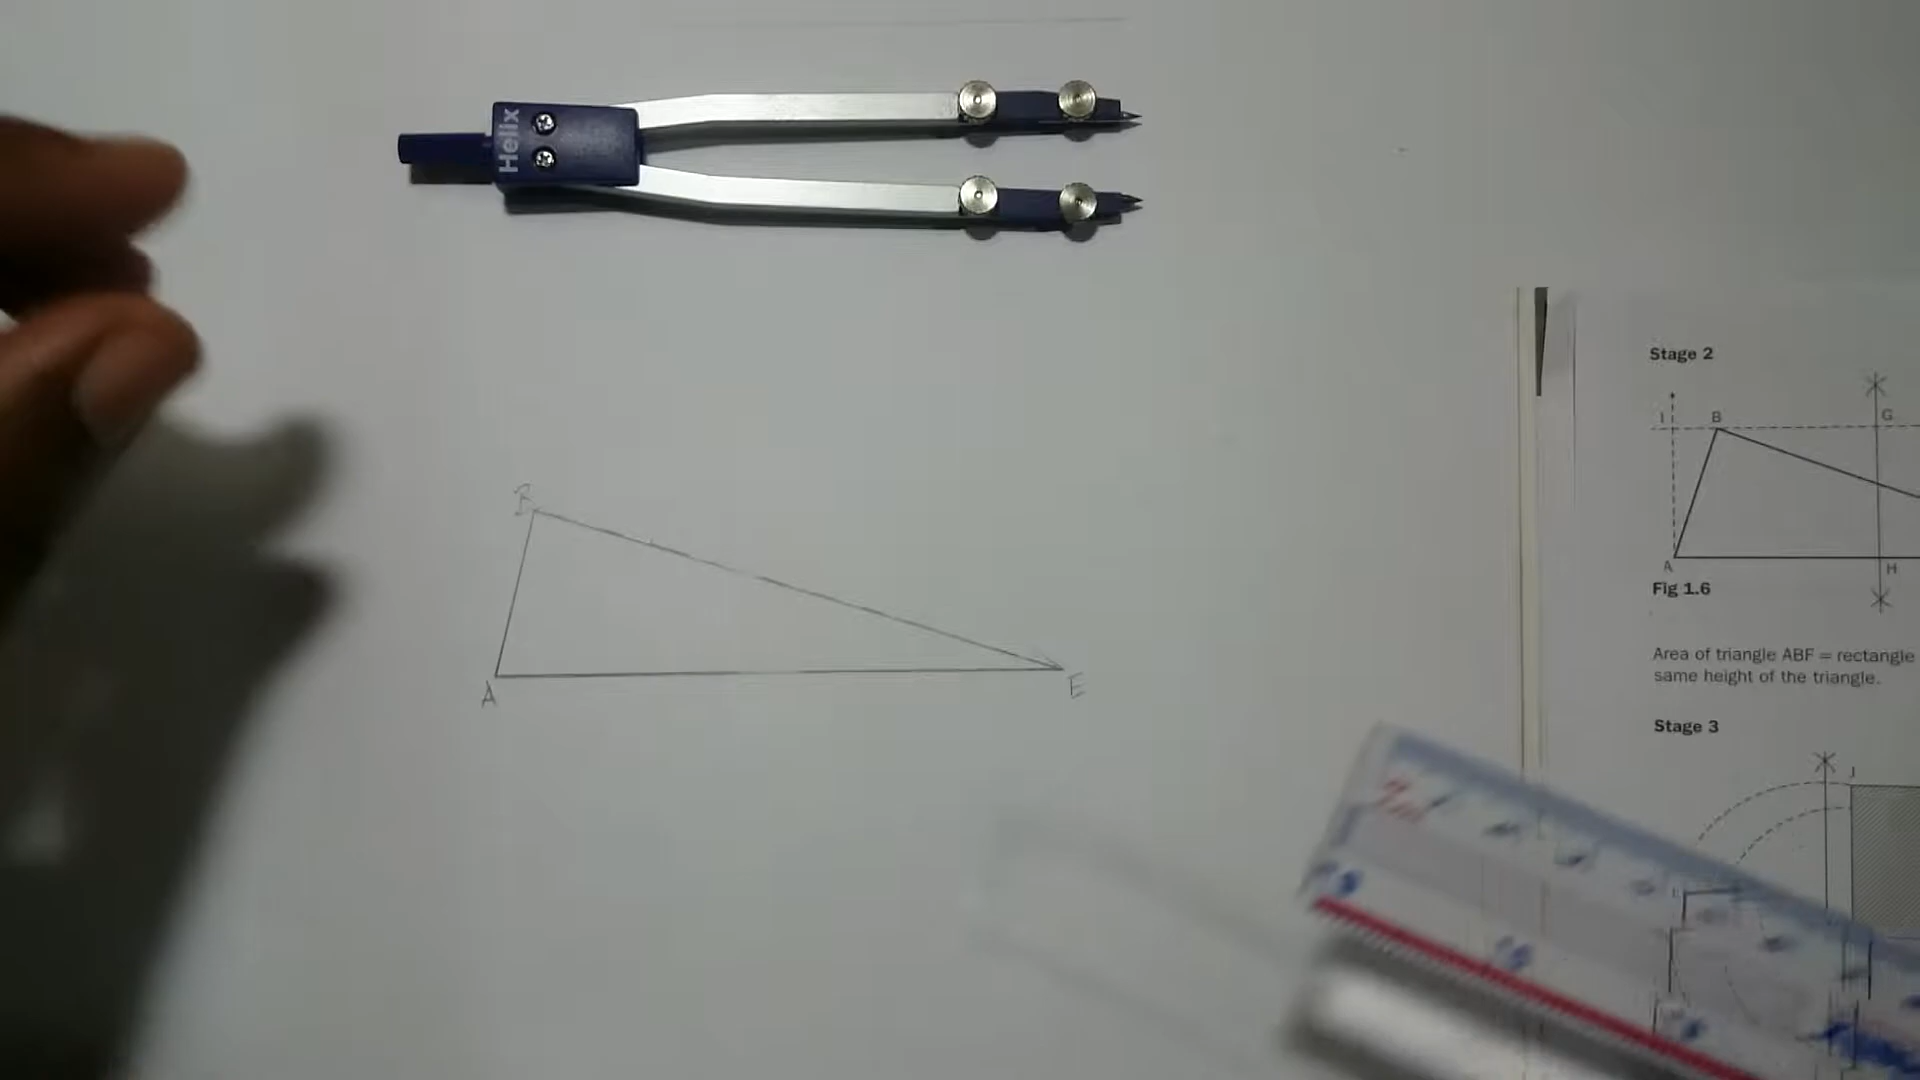 Helix
B
A
E
Stage 2
I B G
A H
Fig 1.6
Area of triangle ABF = rectangle
same height of the triangle.
Stage 3
J